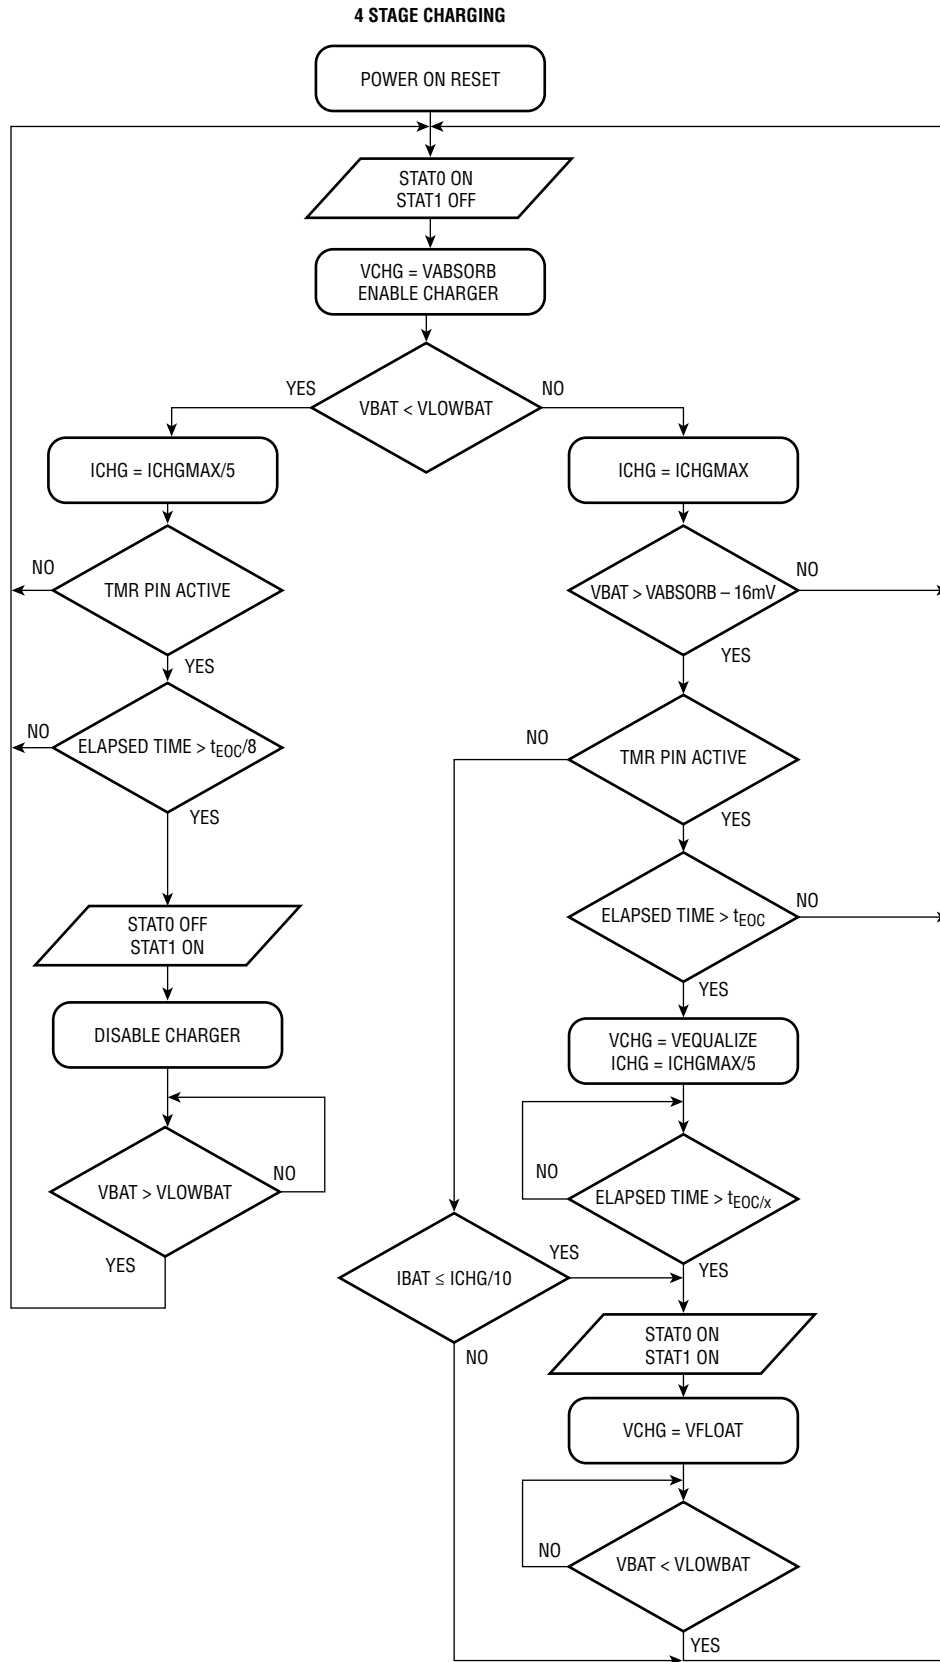 4 STAGE CHARGING
POWER ON RESET
STAT0 ON
STAT1 OFF
VCHG = VABSORB
ENABLE CHARGER
VBAT < VLOWBAT
YES
NO
ICHG = ICHGMAX/5
TMR PIN ACTIVE
NO
YES
ELAPSED TIME > tEOC/8
NO
YES
STAT0 OFF
STAT1 ON
DISABLE CHARGER
VBAT > VLOWBAT
NO
YES
ICHG = ICHGMAX
VBAT > VABSORB – 16mV
NO
YES
TMR PIN ACTIVE
NO
YES
ELAPSED TIME > tEOC
NO
YES
VCHG = VEQUALIZE
ICHG = ICHGMAX/5
ELAPSED TIME > tEOC/x
NO
YES
IBAT ≤ ICHG/10
YES
NO
STAT0 ON
STAT1 ON
VCHG = VFLOAT
VBAT < VLOWBAT
NO
YES